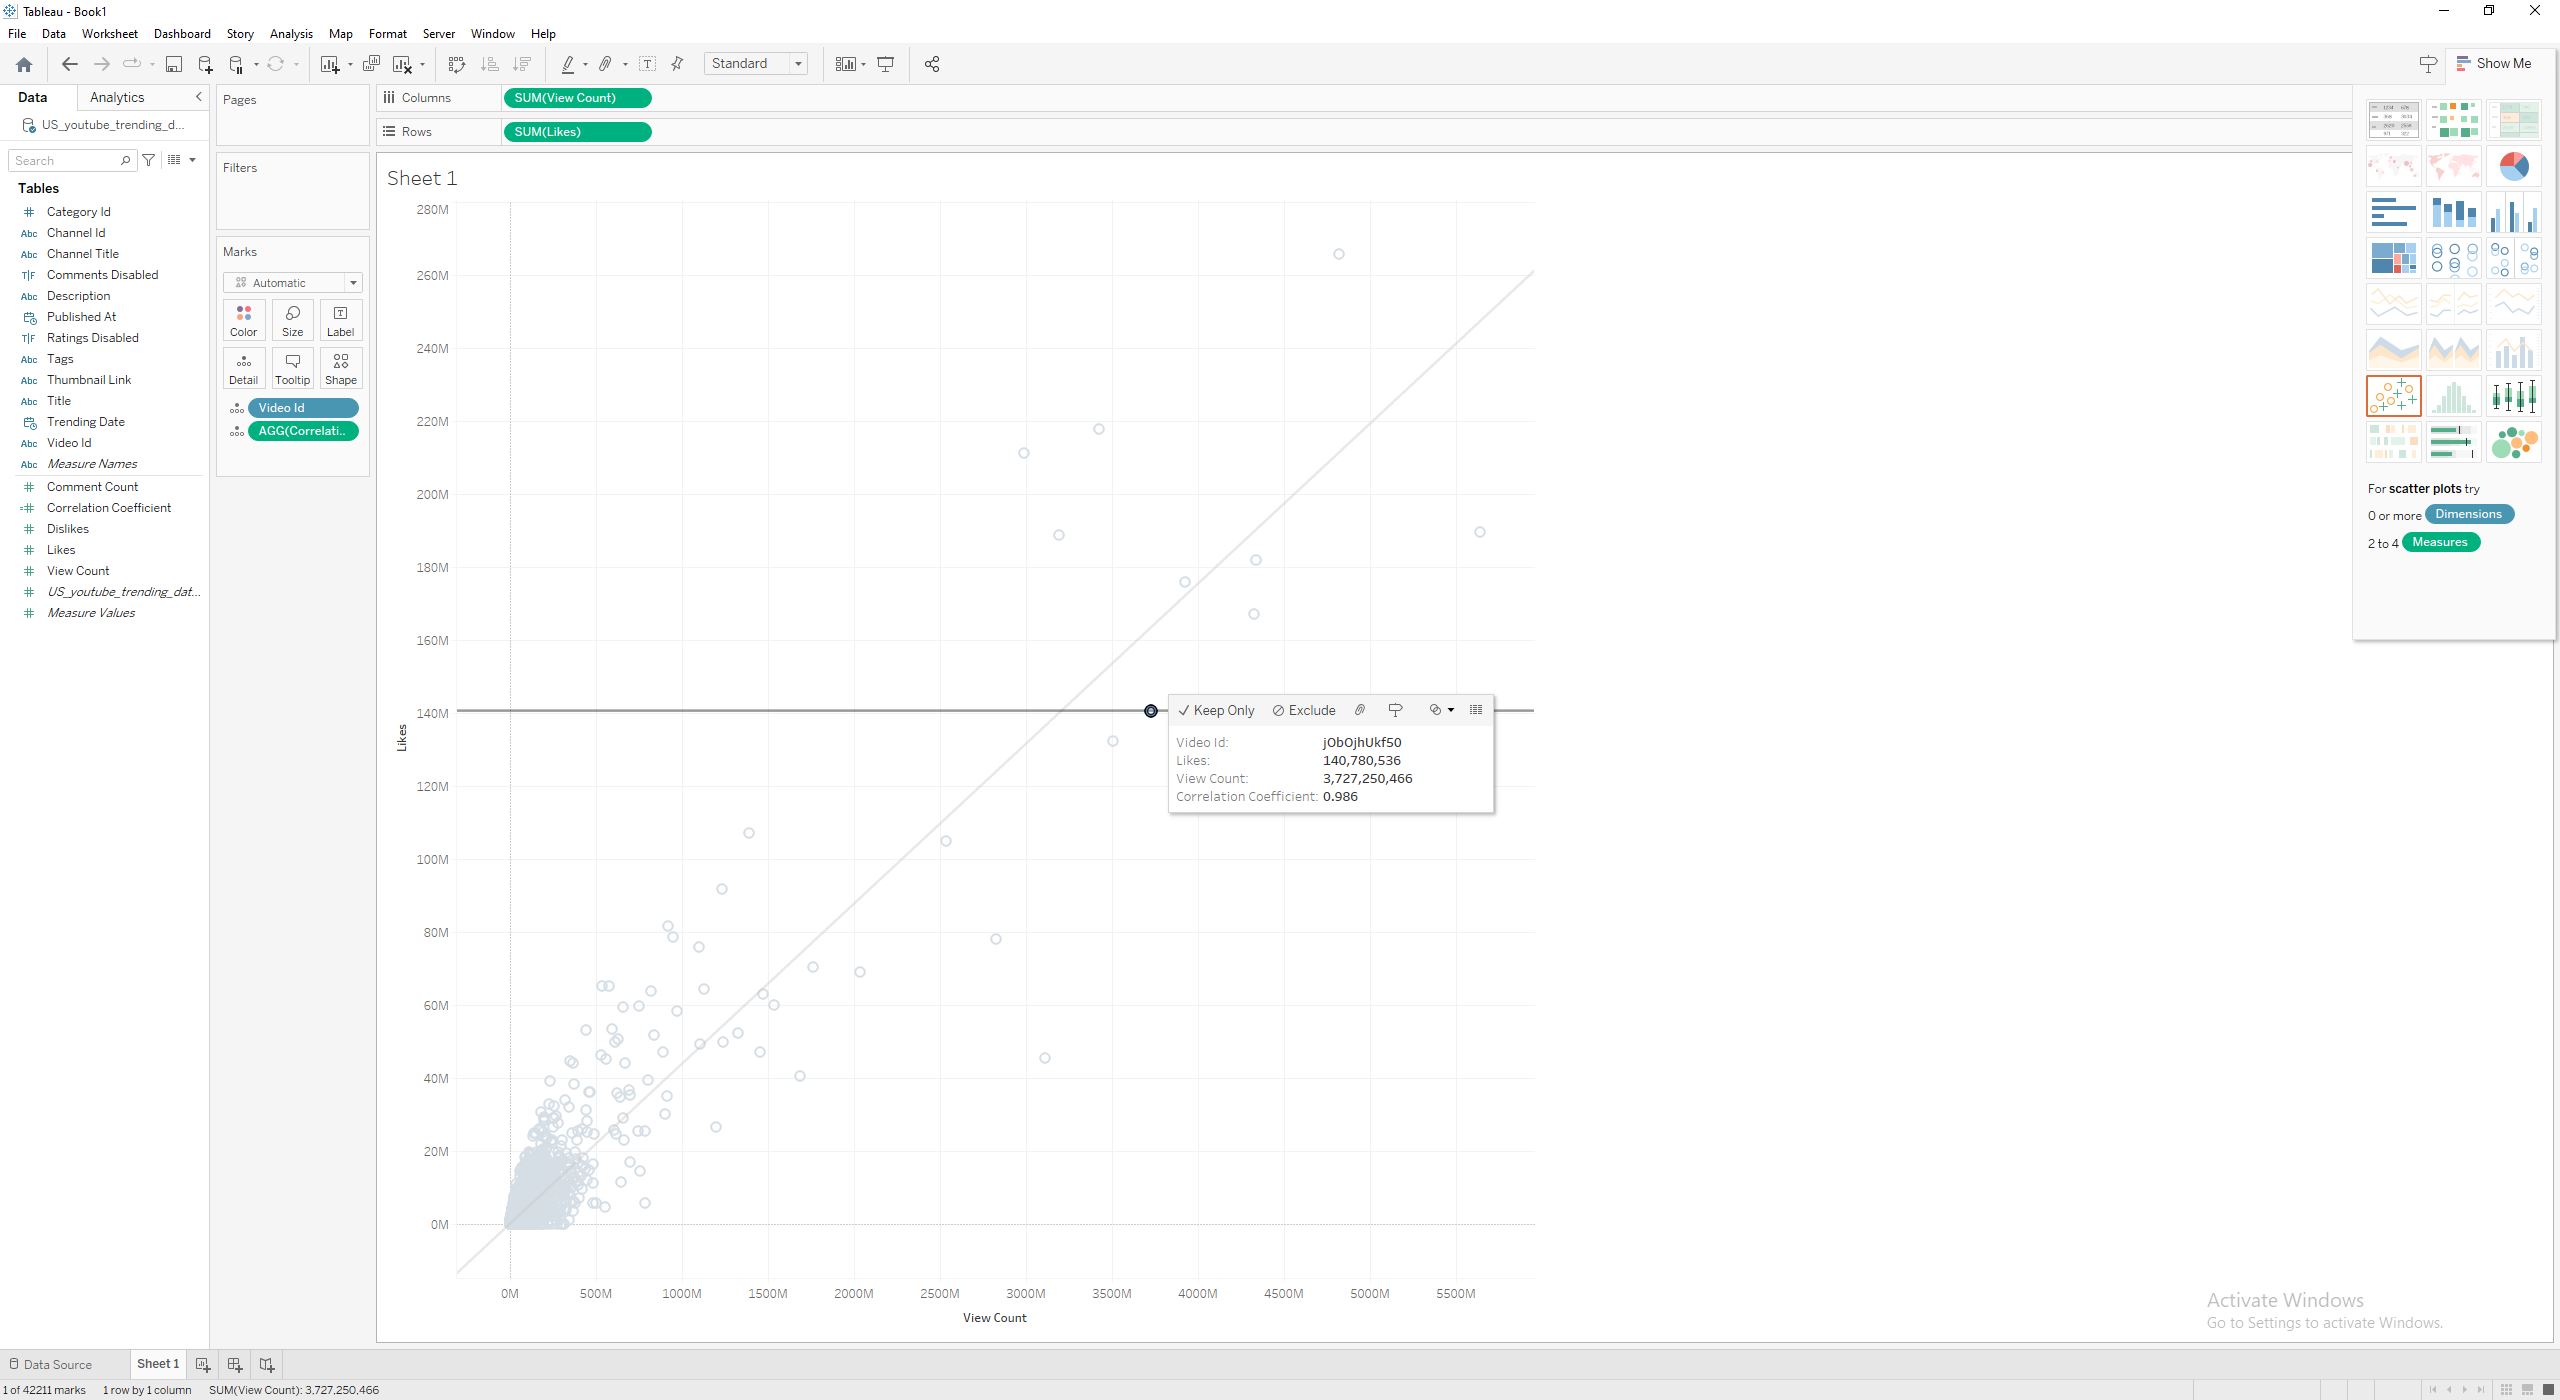 Tableau - Book1
File Data Worksheet Dashboard Story Analysis Map Format Server Window Help
Standard
Show Me
Data Analytics
US_youtube_trending_d...
Search
Tables
Category Id
Abc Channel Id
Abc Channel Title
T|F Comments Disabled
Abc Description
Published At
T|F Ratings Disabled
Abc Tags
Abc Thumbnail Link
Abc Title
Trending Date
Abc Video Id
Abc Measure Names
Comment Count
Correlation Coefficient
Dislikes
Likes
View Count
US_youtube_trending_dat...
Measure Values
Pages
Filters
Marks
Automatic
Color Size Label
Detail Tooltip Shape
Video Id
AGG(Correlati..
Columns SUM(View Count)
Rows SUM(Likes)
Sheet 1
280M
260M
240M
220M
200M
180M
160M
140M
120M
100M
80M
60M
40M
20M
0M
Likes
Keep Only Exclude
Video Id: jObOjhUkf50
Likes: 140,780,536
View Count: 3,727,250,466
Correlation Coefficient: 0.986
0M 500M 1000M 1500M 2000M 2500M 3000M 3500M 4000M 4500M 5000M 5500M
View Count
For scatter plots try
0 or more Dimensions
2 to 4 Measures
Activate Windows
Go to Settings to activate Windows.
Data Source Sheet 1
1 of 42211 marks 1 row by 1 column SUM(View Count): 3,727,250,466